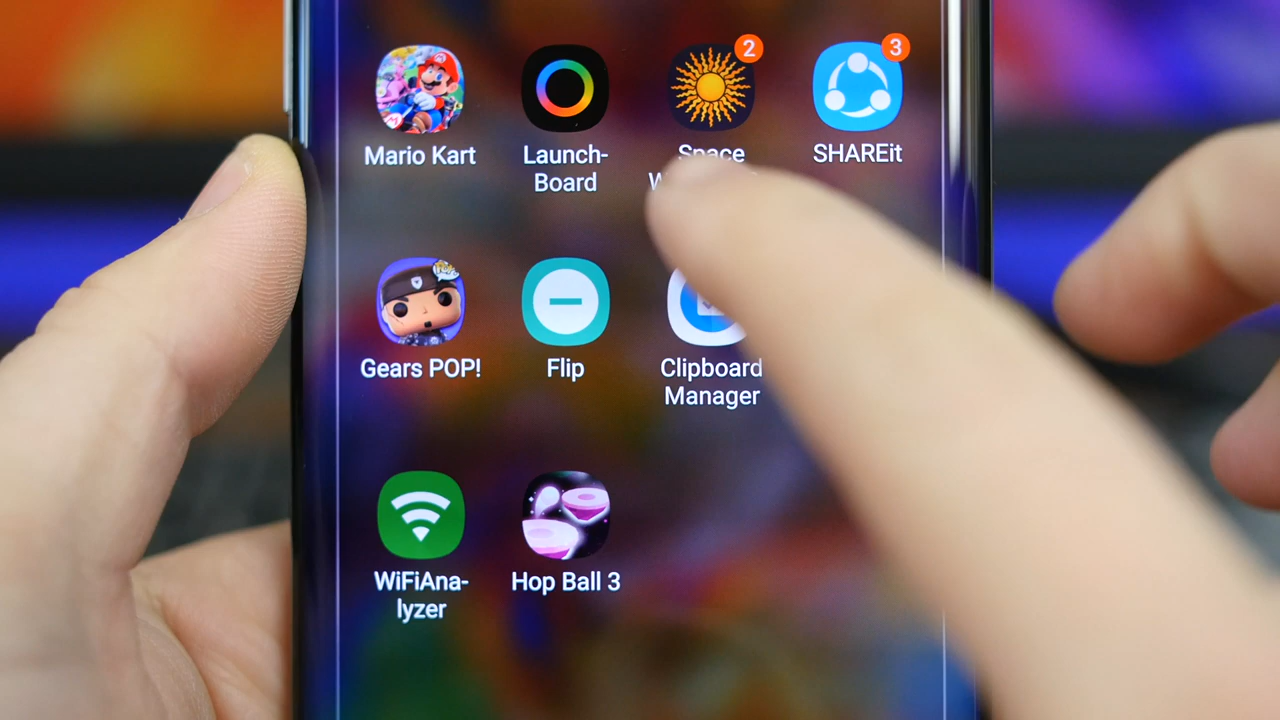 2
3
Mario Kart
Launch-
Board
Space
SHAREit
Gears POP!
Flip
Clipboard
Manager
WiFiAna-
lyzer
Hop Ball 3